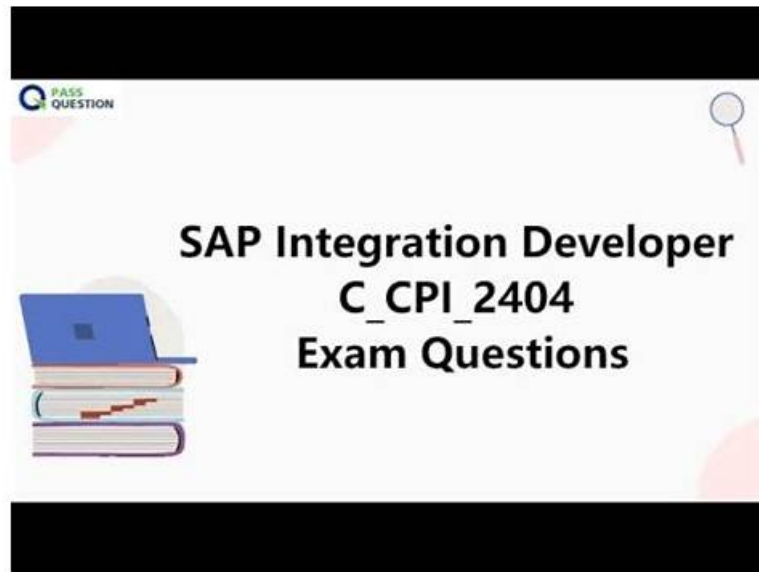 PASS
QUESTION
SAP Integration Developer
C_CPI_2404
Exam Questions